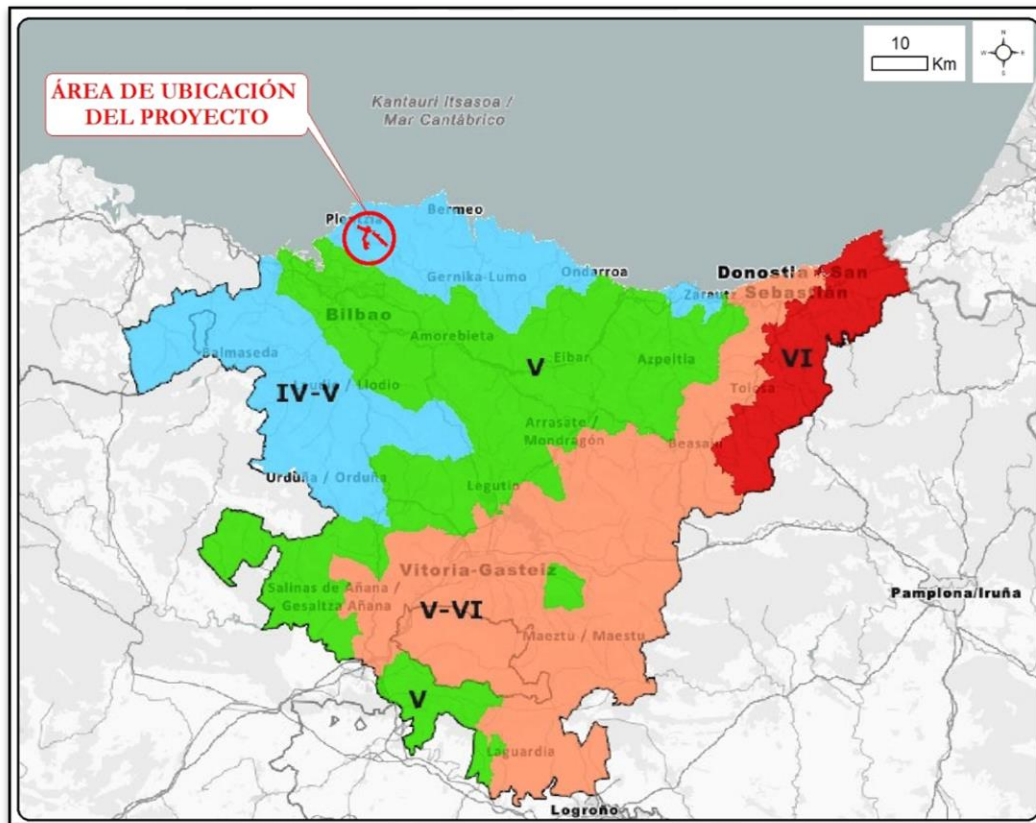 10
Km
N
W
E
S
ÁREA DE UBICACIÓN
DEL PROYECTO
Kantauri Itsasoa /
Mar Cantábrico
Plentzia
Bermeo
Gernika-Lumo
Ondarroa
Donostia San
Sebastián
Zarautz
Bilbao
Amorebieta
Eibar
Azpeitia
V
VI
Balmaseda
Laudio / Llodio
IV-V
Tolosa
Arrasate /
Mondragón
Beasain
Urduña / Orduña
Legutio
Vitoria-Gasteiz
Salinas de Añana /
Gesaltza Añana
V-VI
Maeztu / Maestu
Pamplona/Iruña
V
Laguardia
Logroño